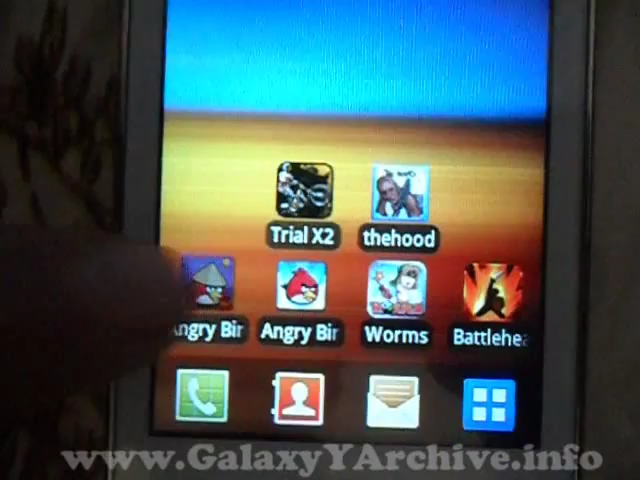 Trial X2 thehood
Angry Bir Angry Bir Worms Battlehea
www.GalaxyYArchive.info